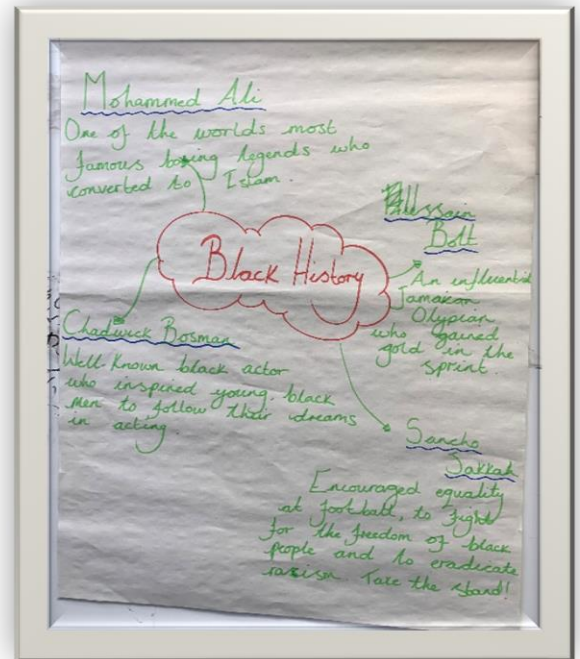 Mohammed Ali
One of the worlds most
famous boxing legends who
converted to Islam.
Bolt
Black History
An influential
Jamaican
Olypian
who gained
gold in the
sprint.
Chadwick Bosman
Well known black actor
who inspired young black
men to follow their dreams
in acting.
Sancho
Encouraged equality
at football, to fight
for the freedom of black
people and to eradicate
racism. Take the stand!